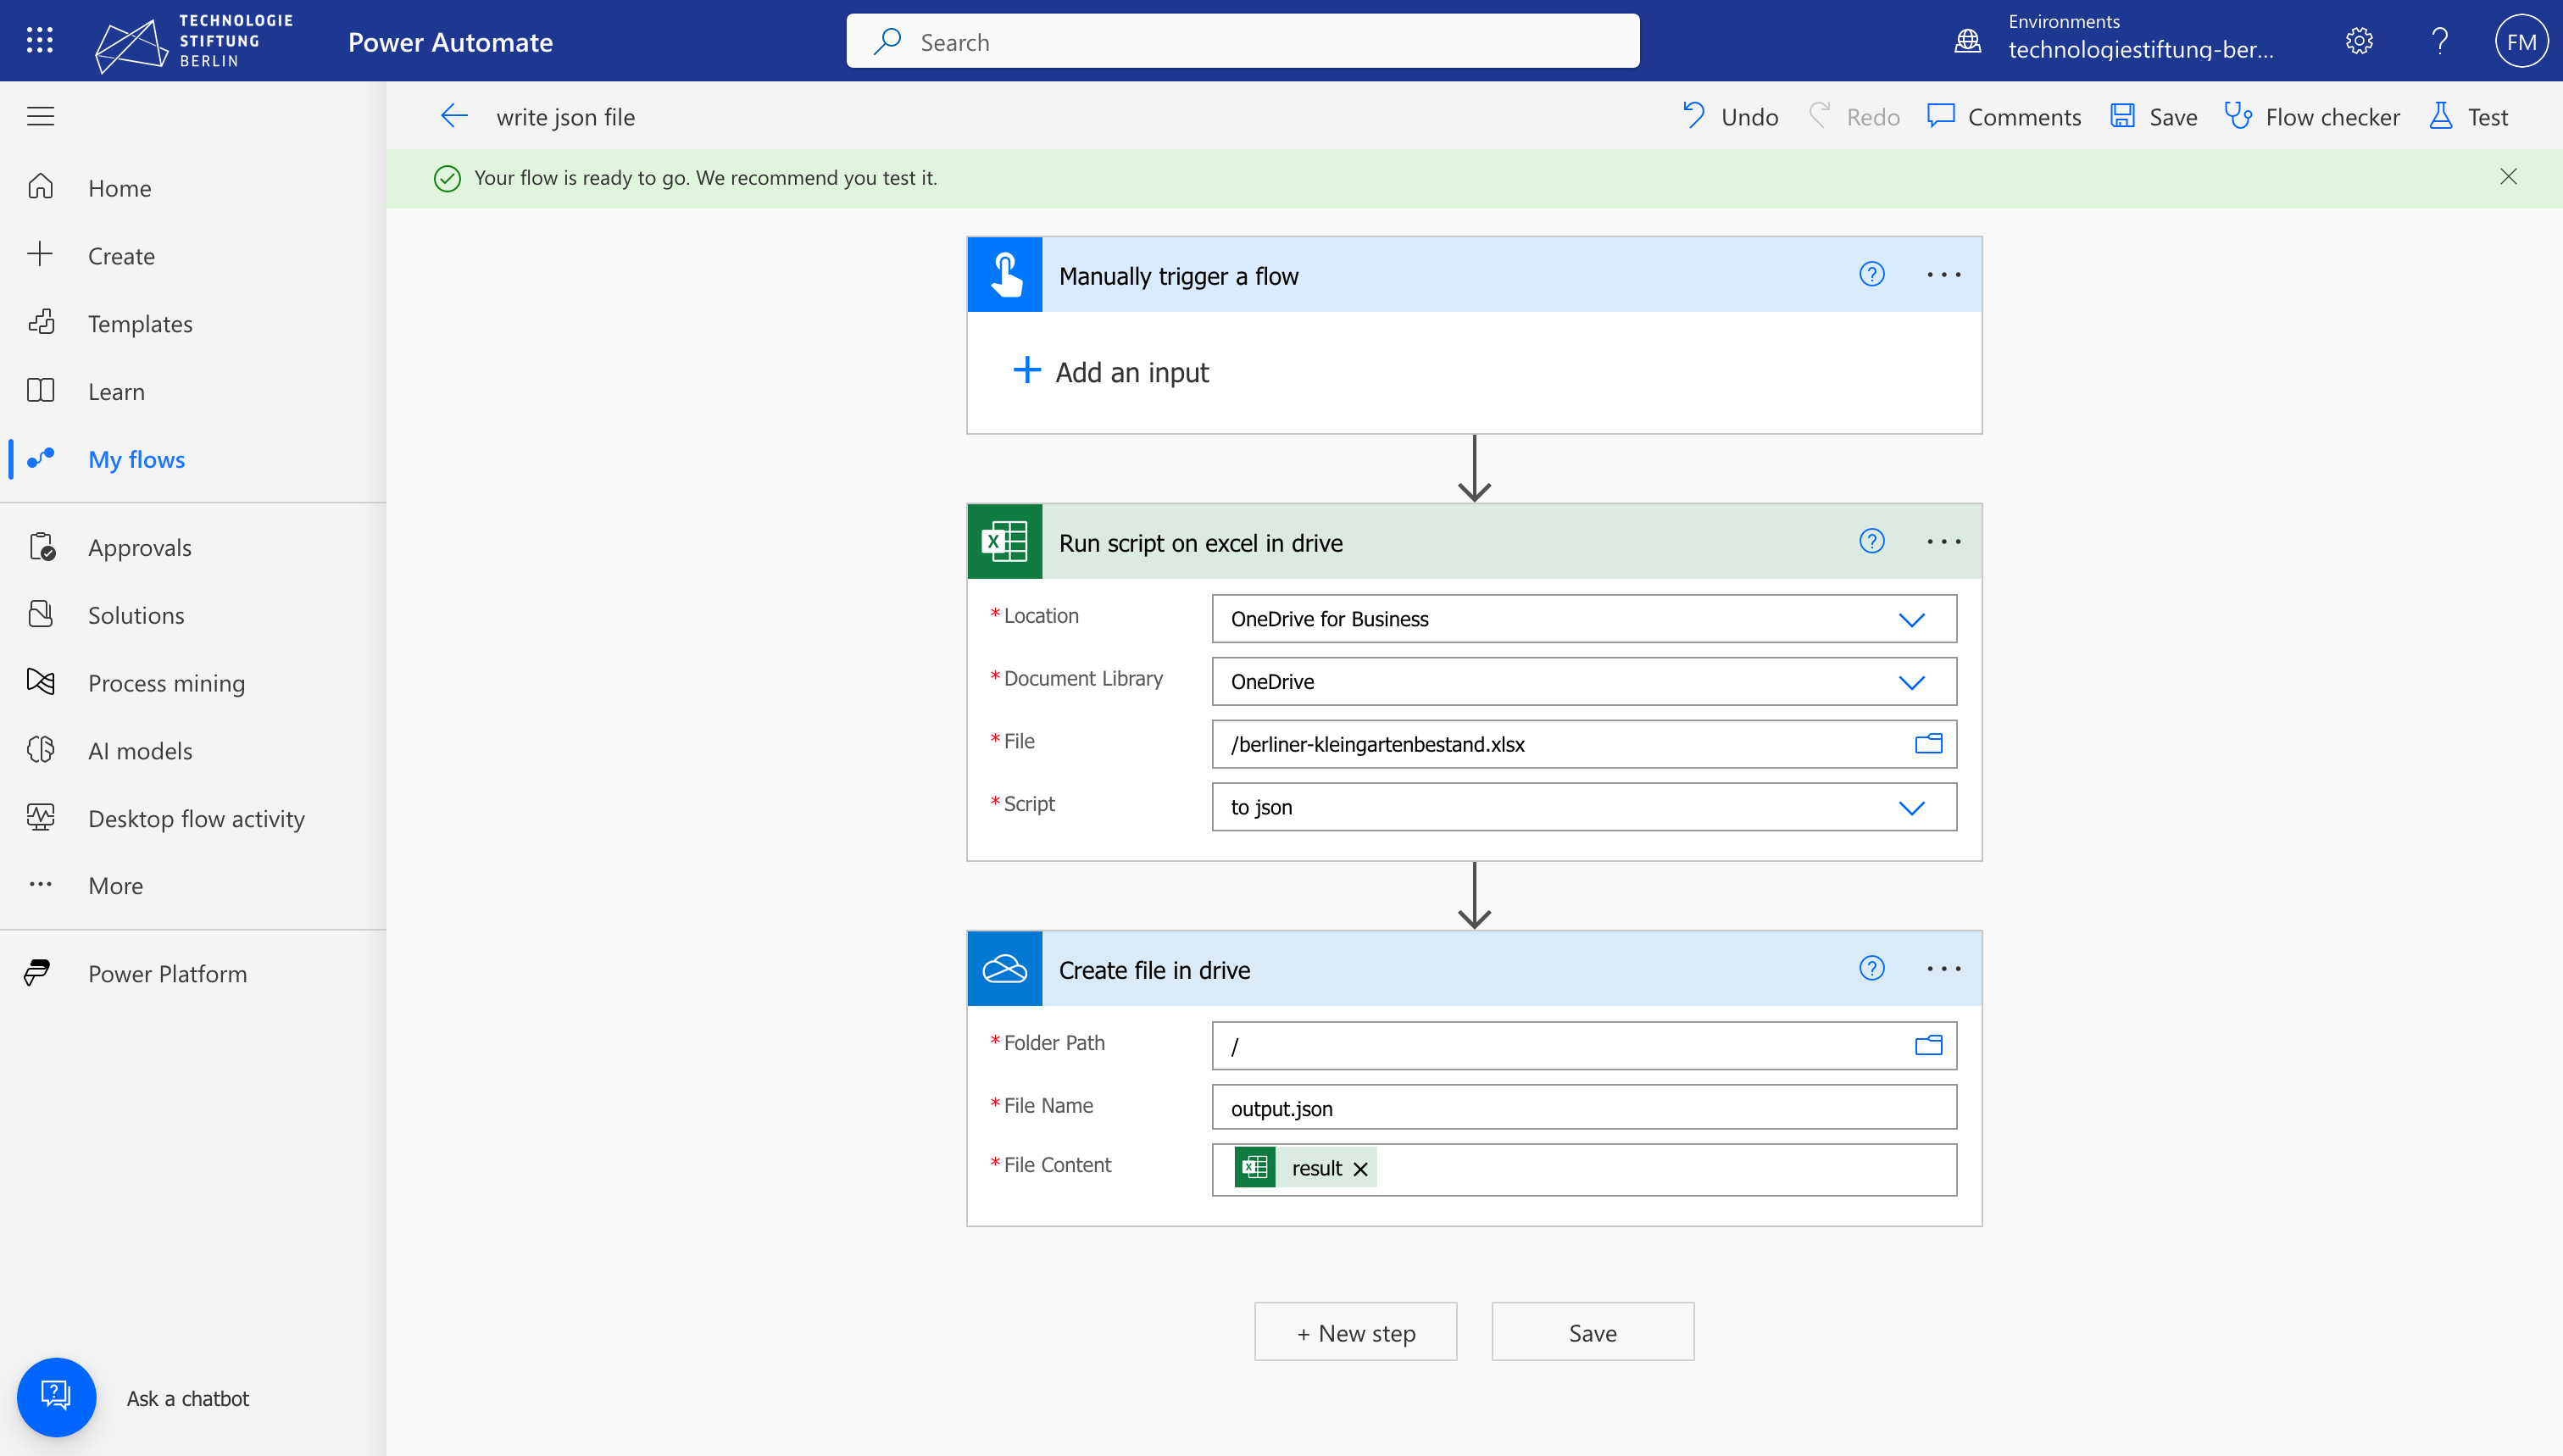 TECHNOLOGIE
STIFTUNG
BERLIN
Power Automate
Search
Environments
technologiestiftung-ber...
FM
write json file
Undo
Redo
Comments
Save
Flow checker
Test
Your flow is ready to go. We recommend you test it.
Home
Create
Templates
Learn
My flows
Approvals
Solutions
Process mining
AI models
Desktop flow activity
More
Power Platform
Ask a chatbot
Manually trigger a flow
Add an input
Run script on excel in drive
* Location
OneDrive for Business
* Document Library
OneDrive
* File
/berliner-kleingartenbestand.xlsx
* Script
to json
Create file in drive
* Folder Path
/
* File Name
output.json
* File Content
result
+ New step
Save